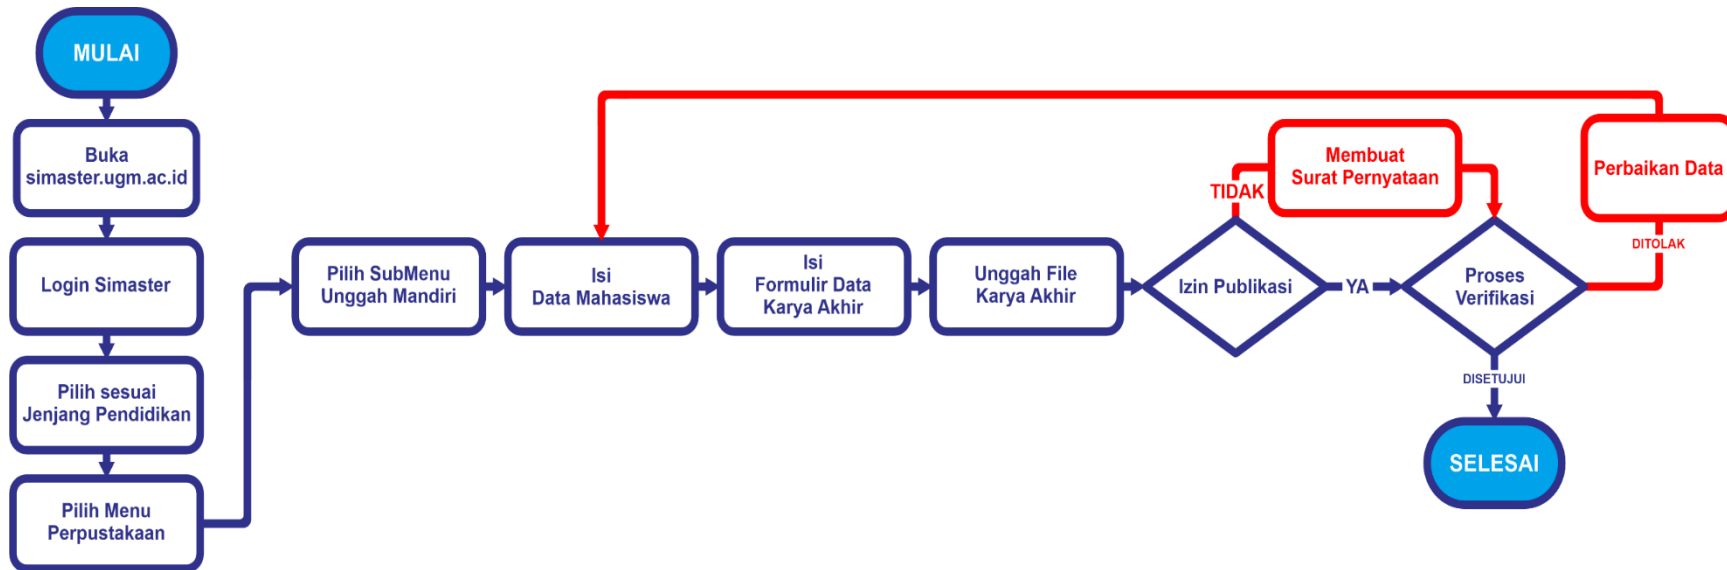 MULAI
Buka
simaster.ugm.ac.id
Login Simaster
Pilih sesuai
Jenjang Pendidikan
Pilih Menu
Perpustakaan
Pilih SubMenu
Unggah Mandiri
Isi
Data Mahasiswa
Isi
Formulir Data
Karya Akhir
Unggah File
Karya Akhir
Izin Publikasi
TIDAK
Membuat
Surat Pernyataan
YA
Proses
Verifikasi
DITOLAK
Perbaikan Data
DISETUJUI
SELESAI